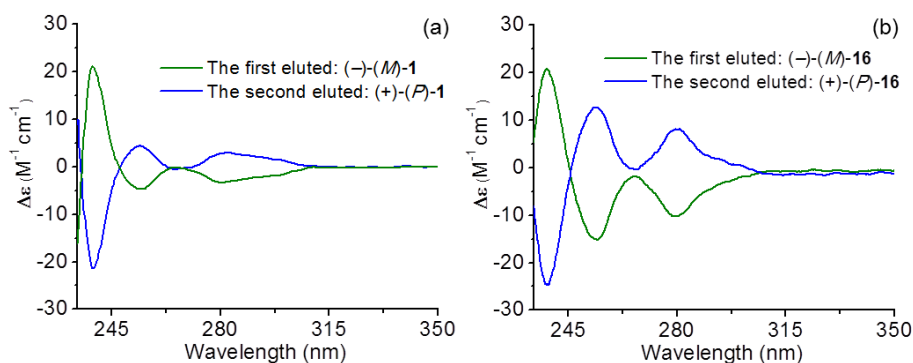 (a)
The first eluted: (–)-(M)-1
The second eluted: (+)-(P)-1
30
20
10
0
-10
-20
-30
Δε (M⁻¹ cm⁻¹)
245 280 315 350
Wavelength (nm)
(b)
The first eluted: (–)-(M)-16
The second eluted: (+)-(P)-16
30
20
10
0
-10
-20
-30
Δε (M⁻¹ cm⁻¹)
245 280 315 350
Wavelength (nm)